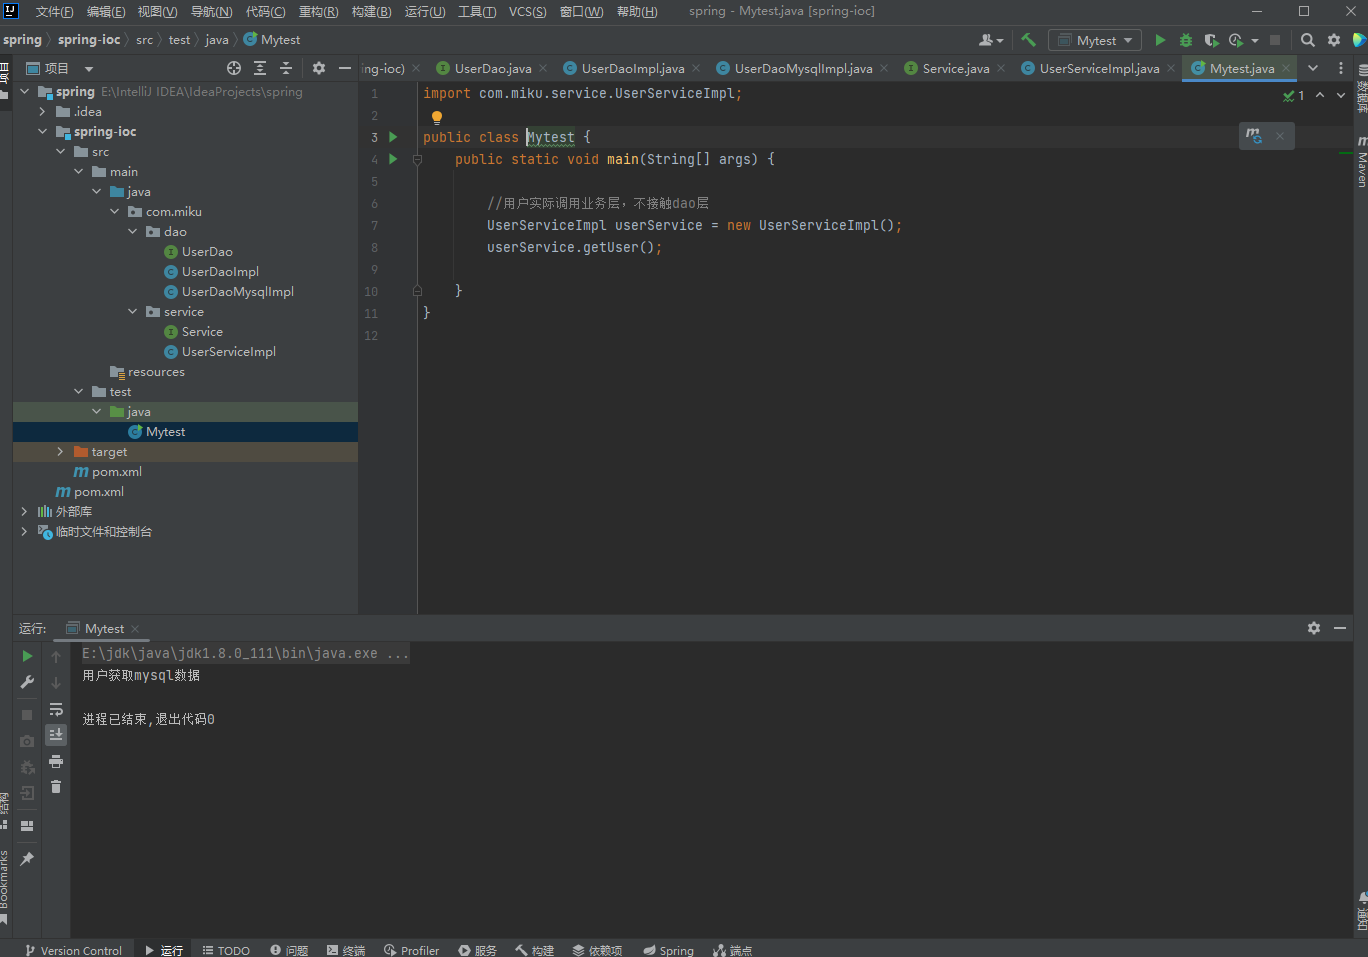 文件(F) 编辑(E) 视图(V) 导航(N) 代码(C) 重构(R) 构建(B) 运行(U) 工具(T) VCS(S) 窗口(W) 帮助(H) spring - Mytest.java [spring-ioc]
spring spring-ioc src test java Mytest
Mytest
项目
ing-ioc) UserDao.java UserDaoImpl.java UserDaoMysqlImpl.java Service.java UserServiceImpl.java Mytest.java
spring E:\IntelliJ IDEA\IdeaProjects\spring
.idea
spring-ioc
src
main
java
com.miku
dao
UserDao
UserDaoImpl
UserDaoMysqlImpl
service
Service
UserServiceImpl
resources
test
java
Mytest
target
pom.xml
pom.xml
外部库
临时文件和控制台
1 import com.miku.service.UserServiceImpl;
2
3 public class Mytest {
4 public static void main(String[] args) {
5
6 //用户实际调用业务层，不接触dao层
7 UserServiceImpl userService = new UserServiceImpl();
8 userService.getUser();
9
10 }
11 }
12
1
数据库
Maven
通知
结构
Bookmarks
运行: Mytest
E:\jdk\java\jdk1.8.0_111\bin\java.exe ...
用户获取mysql数据
进程已结束,退出代码0
Version Control 运行 TODO 问题 终端 Profiler 服务 构建 依赖项 Spring 端点